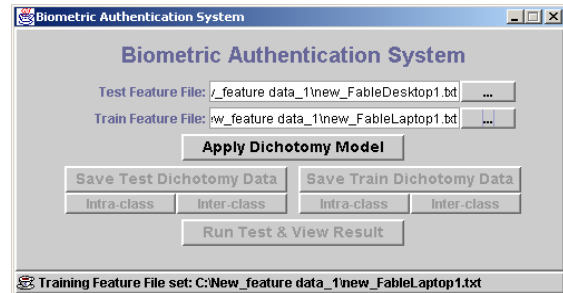 Biometric Authentication System
Biometric Authentication System
Test Feature File: _feature data_1\new_FableDesktop1.txt ...
Train Feature File: w_feature data_1\new_FableLaptop1.txt ...
Apply Dichotomy Model
Save Test Dichotomy Data Save Train Dichotomy Data
Intra-class Inter-class Intra-class Inter-class
Run Test & View Result
Training Feature File set: C:\New_feature data_1\new_FableLaptop1.txt